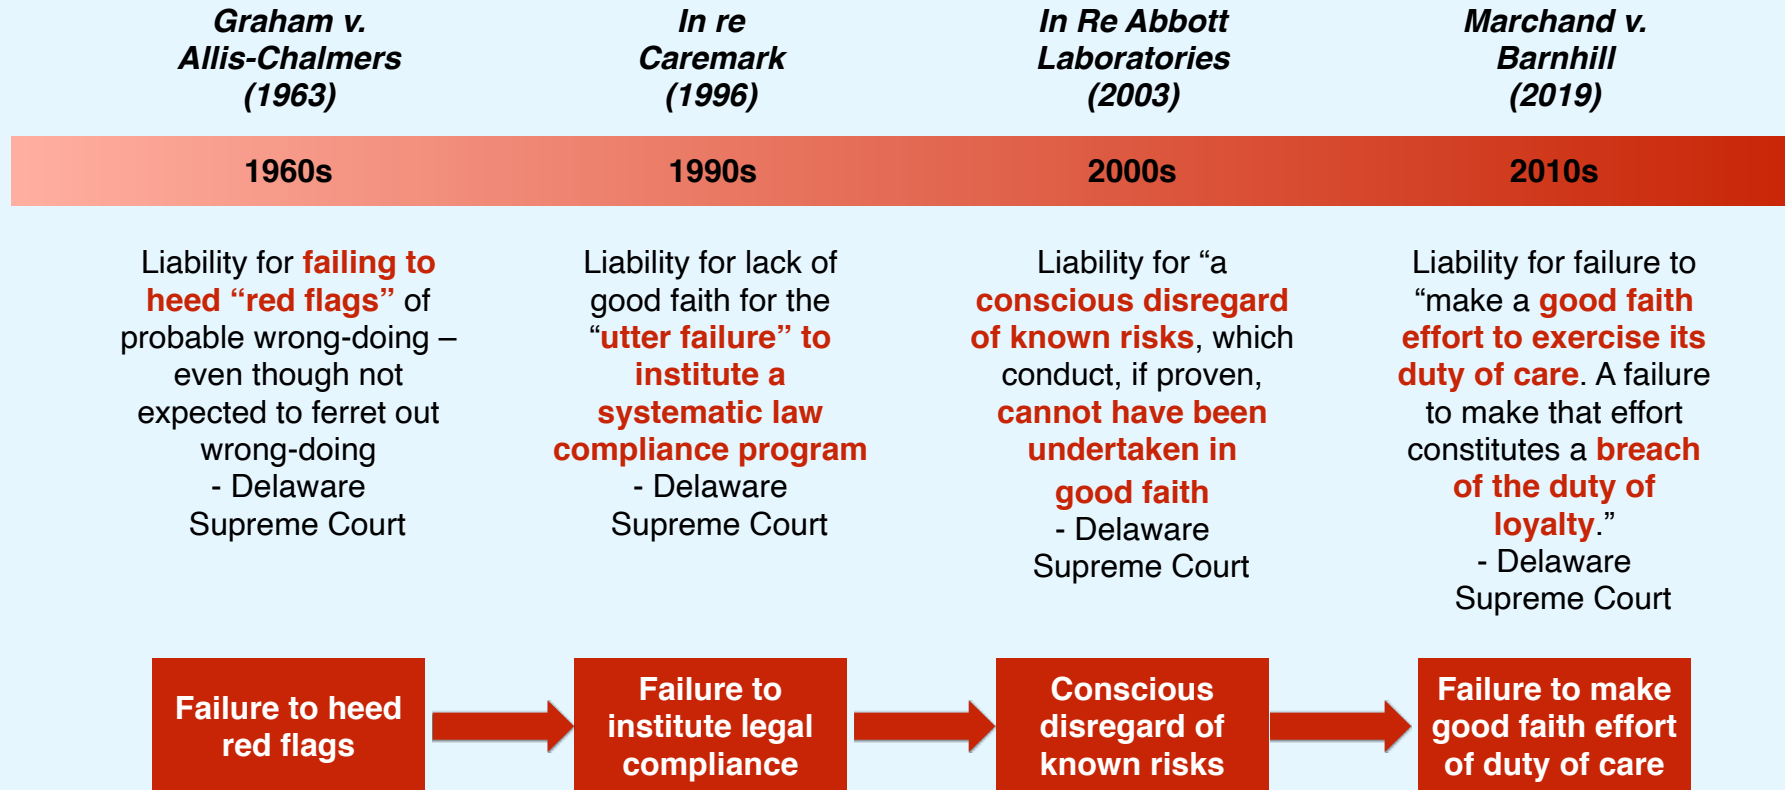 Graham v.
Allis-Chalmers
(1963)
In re
Caremark
(1996)
In Re Abbott
Laboratories
(2003)
Marchand v.
Barnhill
(2019)
1960s
1990s
2000s
2010s
Liability for failing to
heed “red flags” of
probable wrong-doing –
even though not
expected to ferret out
wrong-doing
- Delaware
Supreme Court
Liability for lack of
good faith for the
“utter failure” to
institute a
systematic law
compliance program
- Delaware
Supreme Court
Liability for “a
conscious disregard
of known risks, which
conduct, if proven,
cannot have been
undertaken in
good faith
- Delaware
Supreme Court
Liability for failure to
“make a good faith
effort to exercise its
duty of care. A failure
to make that effort
constitutes a breach
of the duty of
loyalty.”
- Delaware
Supreme Court
Failure to heed
red flags
Failure to
institute legal
compliance
Conscious
disregard of
known risks
Failure to make
good faith effort
of duty of care